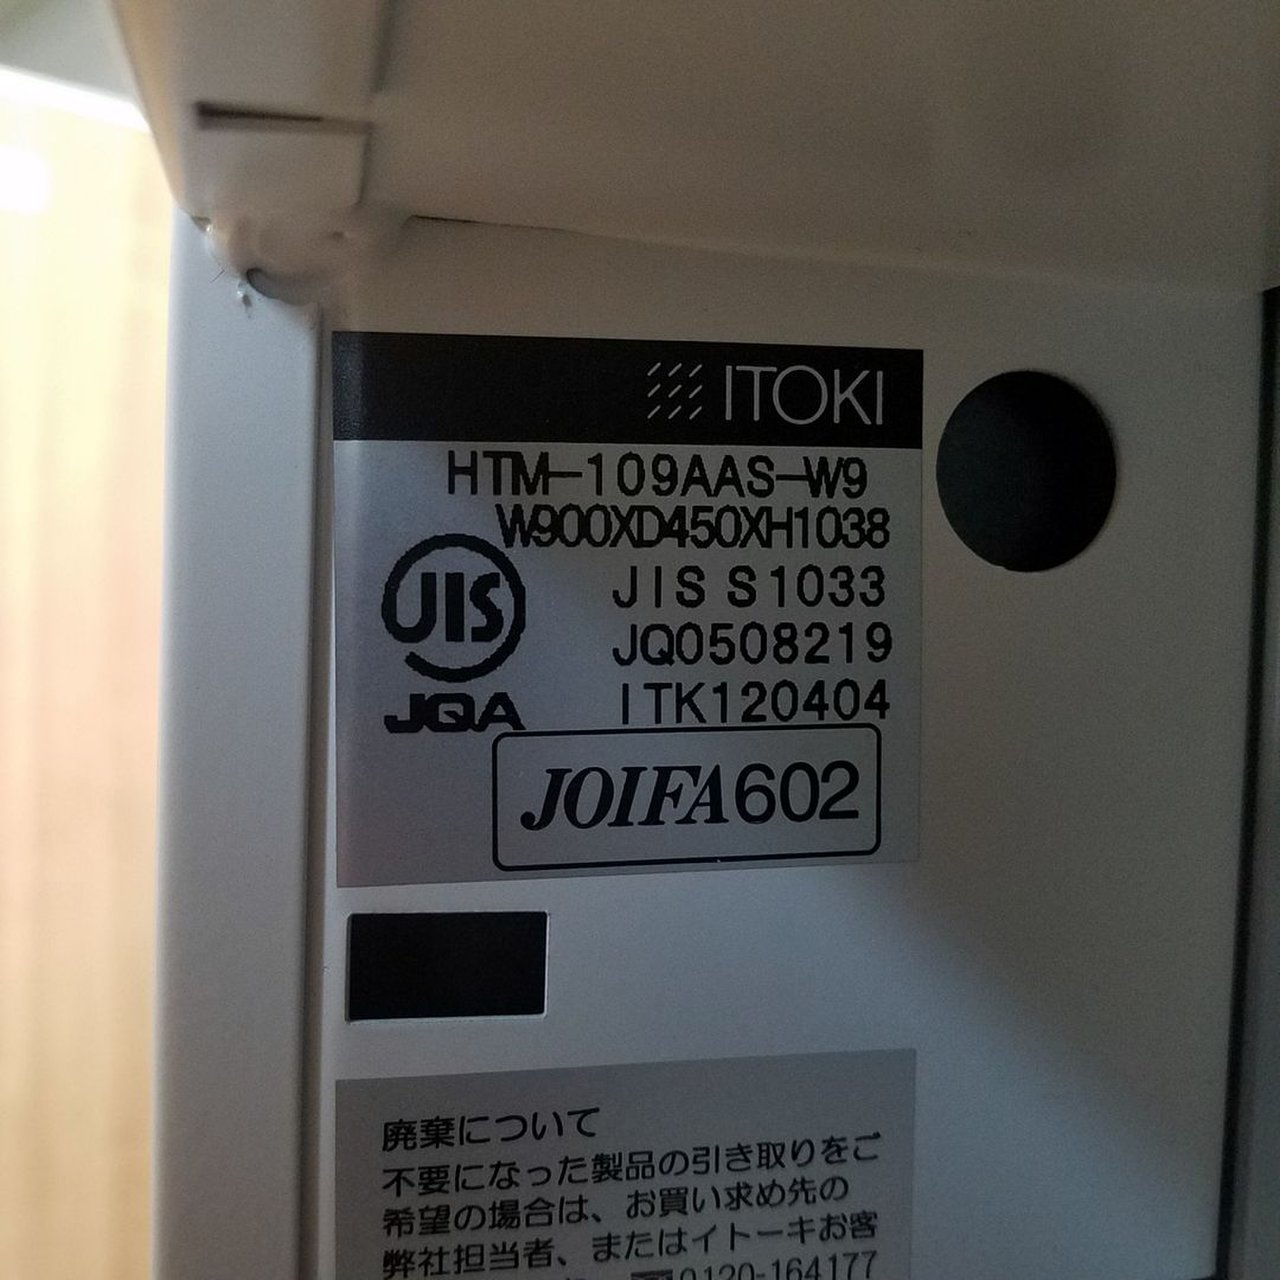 ITOKI
HTM-109AAS-W9
W900XD450XH1038
JIS
JIS S1033
JQ0508219
JQA
ITK120404
JOIFA602
廃棄について
不要になった製品の引き取りをご
希望の場合は、お買い求め先の
弊社担当者、またはイトーキお客
0120-164177